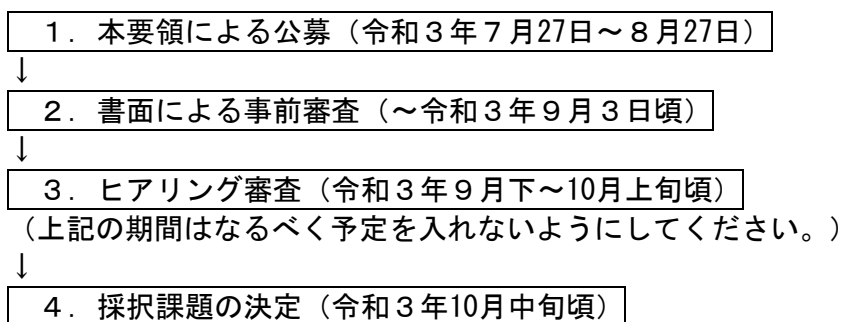 １．本要領による公募（令和３年７月27日～８月27日）
↓
２．書面による事前審査（～令和３年９月３日頃）
↓
３．ヒアリング審査（令和３年９月下～10月上旬頃）
（上記の期間はなるべく予定を入れないようにしてください。）
↓
４．採択課題の決定（令和３年10月中旬頃）